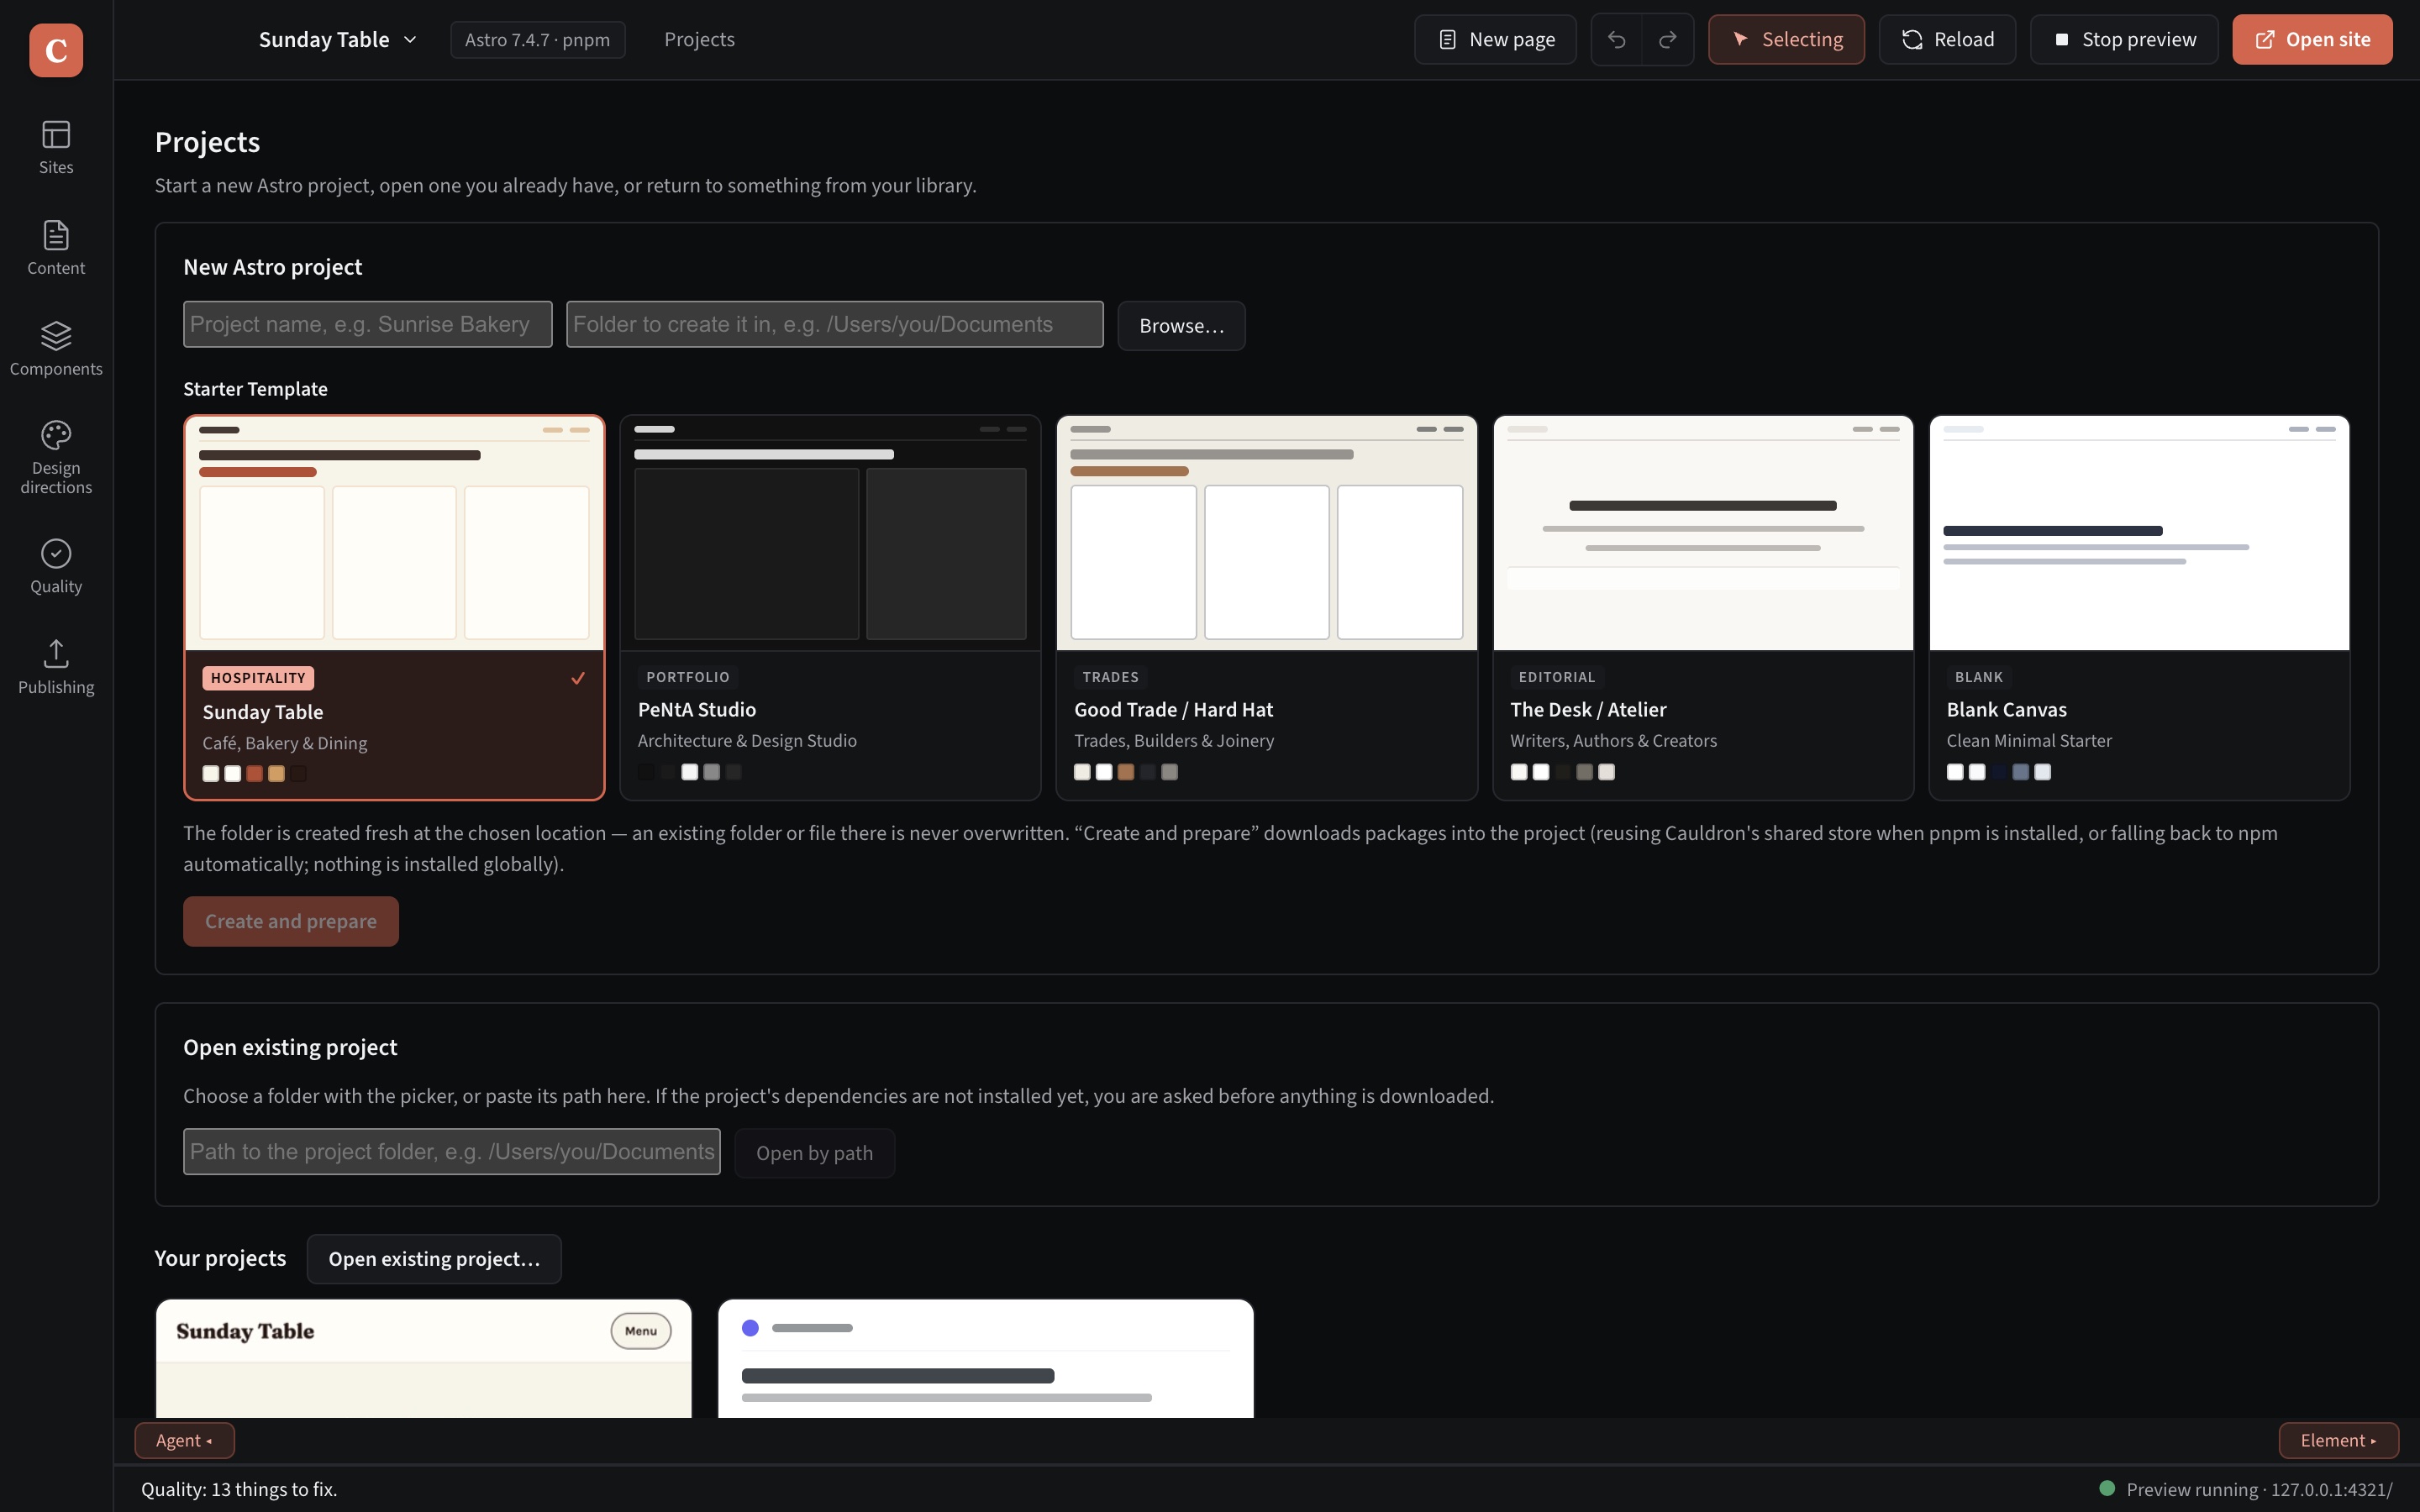 C
Sunday Table
Astro 7.4.7 · pnpm
Projects
New page
Selecting
Reload
Stop preview
Open site
Sites
Content
Components
Design
directions
Quality
Publishing
Projects
Start a new Astro project, open one you already have, or return to something from your library.
New Astro project
Project name, e.g. Sunrise Bakery
Folder to create it in, e.g. /Users/you/Documents
Browse…
Starter Template
HOSPITALITY
Sunday Table
Café, Bakery & Dining
PORTFOLIO
PeNtA Studio
Architecture & Design Studio
TRADES
Good Trade / Hard Hat
Trades, Builders & Joinery
EDITORIAL
The Desk / Atelier
Writers, Authors & Creators
BLANK
Blank Canvas
Clean Minimal Starter
The folder is created fresh at the chosen location — an existing folder or file there is never overwritten. “Create and prepare” downloads packages into the project (reusing Cauldron's shared store when pnpm is installed, or falling back to npm
automatically; nothing is installed globally).
Create and prepare
Open existing project
Choose a folder with the picker, or paste its path here. If the project's dependencies are not installed yet, you are asked before anything is downloaded.
Path to the project folder, e.g. /Users/you/Documents
Open by path
Your projects
Open existing project…
Sunday Table
Menu
Agent
Element
Quality: 13 things to fix.
Preview running · 127.0.0.1:4321/